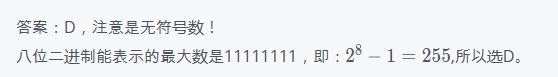 答案：D，注意是无符号数！
八位二进制能表示的最大数是11111111，即：2⁸ − 1 = 255,所以选D。